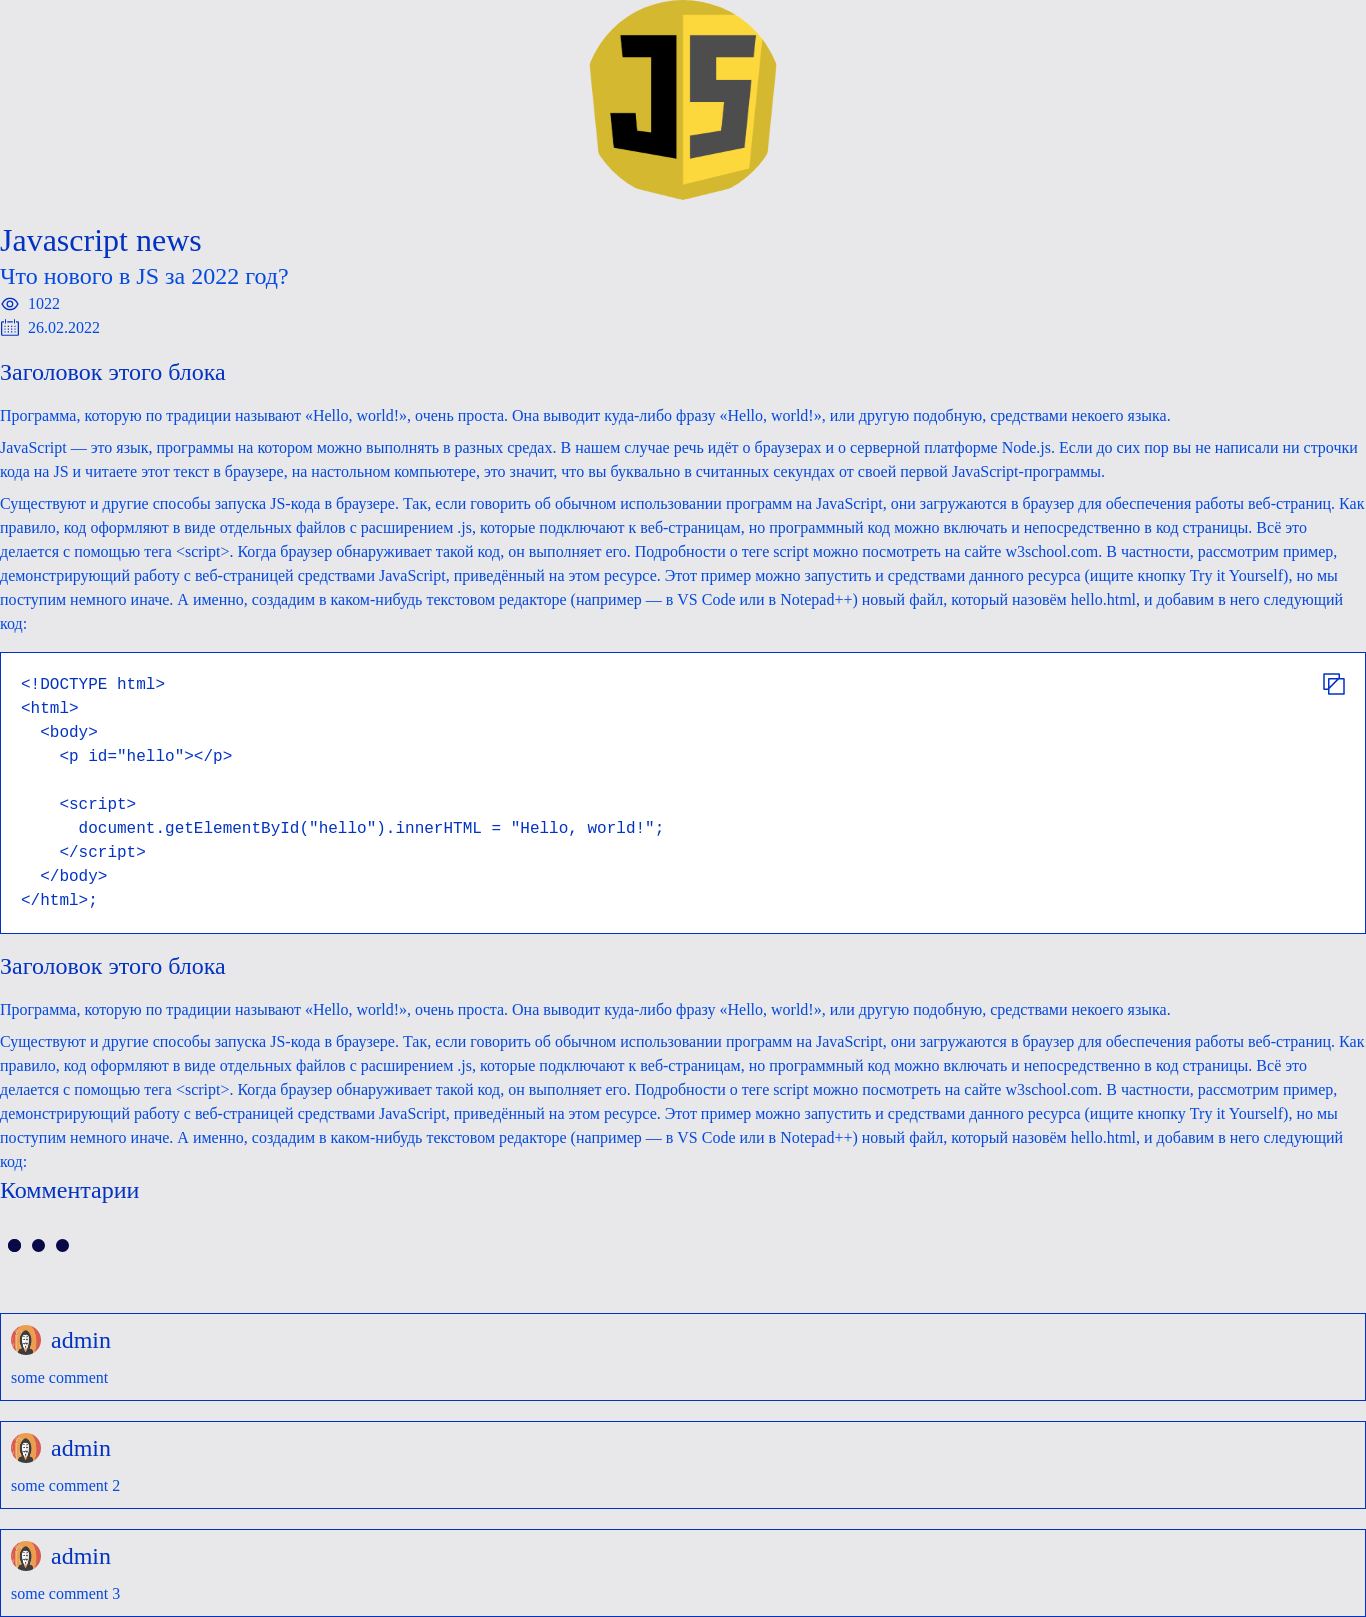 JS
Javascript news
Что нового в JS за 2022 год?
1022
26.02.2022
Заголовок этого блока
Программа, которую по традиции называют «Hello, world!», очень проста. Она выводит куда-либо фразу «Hello, world!», или другую подобную, средствами некоего языка.
JavaScript — это язык, программы на котором можно выполнять в разных средах. В нашем случае речь идёт о браузерах и о серверной платформе Node.js. Если до сих пор вы не написали ни строчки
кода на JS и читаете этот текст в браузере, на настольном компьютере, это значит, что вы буквально в считанных секундах от своей первой JavaScript-программы.
Существуют и другие способы запуска JS-кода в браузере. Так, если говорить об обычном использовании программ на JavaScript, они загружаются в браузер для обеспечения работы веб-страниц. Как
правило, код оформляют в виде отдельных файлов с расширением .js, которые подключают к веб-страницам, но программный код можно включать и непосредственно в код страницы. Всё это
делается с помощью тега <script>. Когда браузер обнаруживает такой код, он выполняет его. Подробности о теге script можно посмотреть на сайте w3school.com. В частности, рассмотрим пример,
демонстрирующий работу с веб-страницей средствами JavaScript, приведённый на этом ресурсе. Этот пример можно запустить и средствами данного ресурса (ищите кнопку Try it Yourself), но мы
поступим немного иначе. А именно, создадим в каком-нибудь текстовом редакторе (например — в VS Code или в Notepad++) новый файл, который назовём hello.html, и добавим в него следующий
код:
<!DOCTYPE html>
<html>
  <body>
    <p id="hello"></p>

    <script>
      document.getElementById("hello").innerHTML = "Hello, world!";
    </script>
  </body>
</html>;
Заголовок этого блока
Программа, которую по традиции называют «Hello, world!», очень проста. Она выводит куда-либо фразу «Hello, world!», или другую подобную, средствами некоего языка.
Существуют и другие способы запуска JS-кода в браузере. Так, если говорить об обычном использовании программ на JavaScript, они загружаются в браузер для обеспечения работы веб-страниц. Как
правило, код оформляют в виде отдельных файлов с расширением .js, которые подключают к веб-страницам, но программный код можно включать и непосредственно в код страницы. Всё это
делается с помощью тега <script>. Когда браузер обнаруживает такой код, он выполняет его. Подробности о теге script можно посмотреть на сайте w3school.com. В частности, рассмотрим пример,
демонстрирующий работу с веб-страницей средствами JavaScript, приведённый на этом ресурсе. Этот пример можно запустить и средствами данного ресурса (ищите кнопку Try it Yourself), но мы
поступим немного иначе. А именно, создадим в каком-нибудь текстовом редакторе (например — в VS Code или в Notepad++) новый файл, который назовём hello.html, и добавим в него следующий
код:
Комментарии
admin
some comment
admin
some comment 2
admin
some comment 3